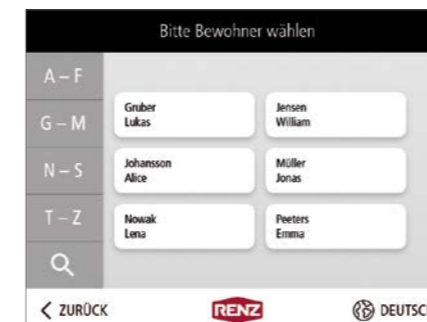 Bitte Bewohner wählen
A – F
G – M
N – S
T – Z
Gruber
Lukas
Jensen
William
Johansson
Alice
Müller
Jonas
Nowak
Lena
Peeters
Emma
ZURÜCK
RENZ
DEUTSC